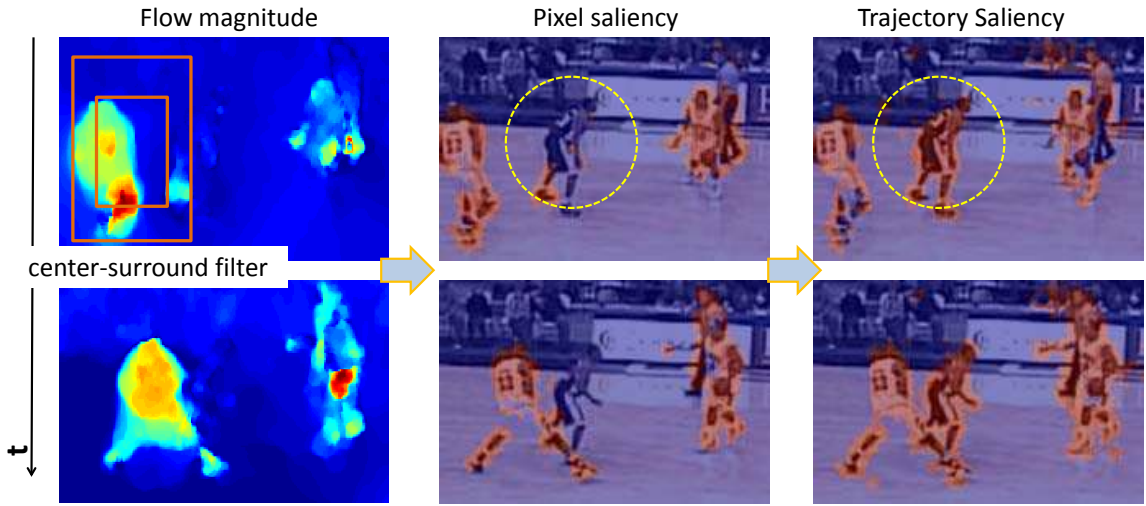 Flow magnitude
Pixel saliency
Trajectory Saliency
center-surround filter
t